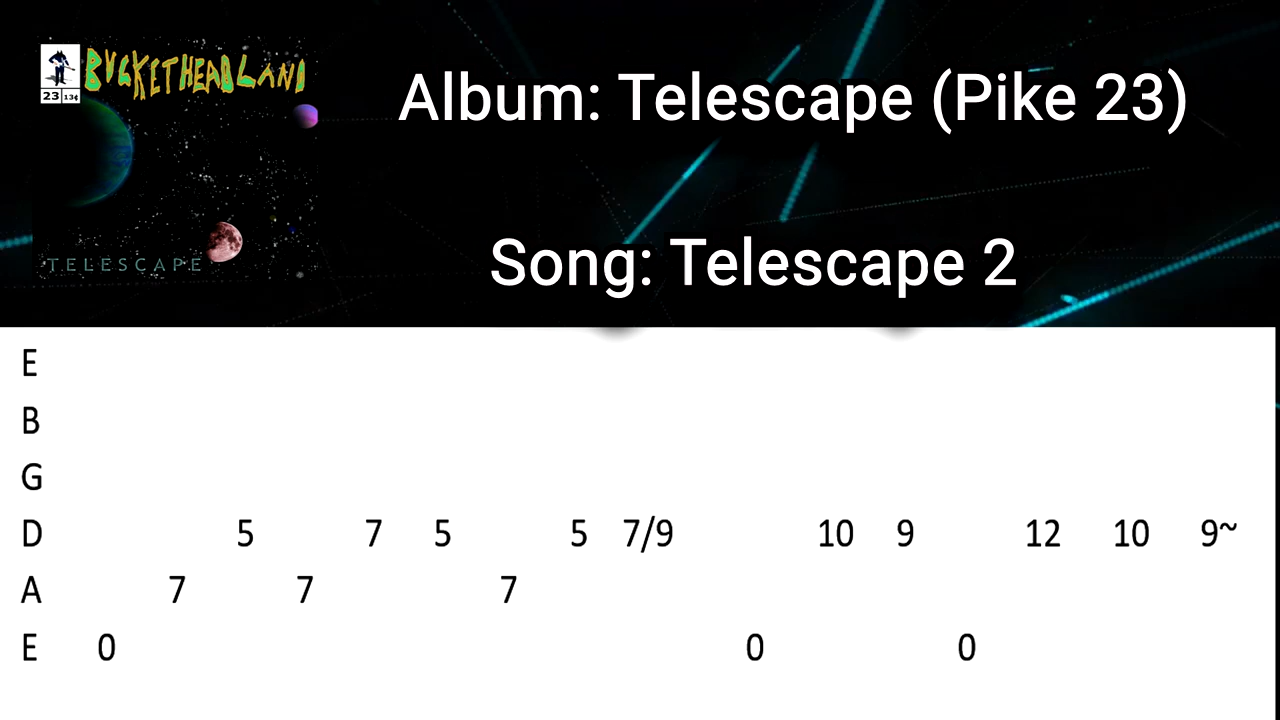 BUCKETHEADLAND
23 13¢
TELESCAPE
Album: Telescape (Pike 23)
Song: Telescape 2
E
B
G
D 5 7 5 5 7/9 10 9 12 10 9~
A 7 7 7
E 0 0 0